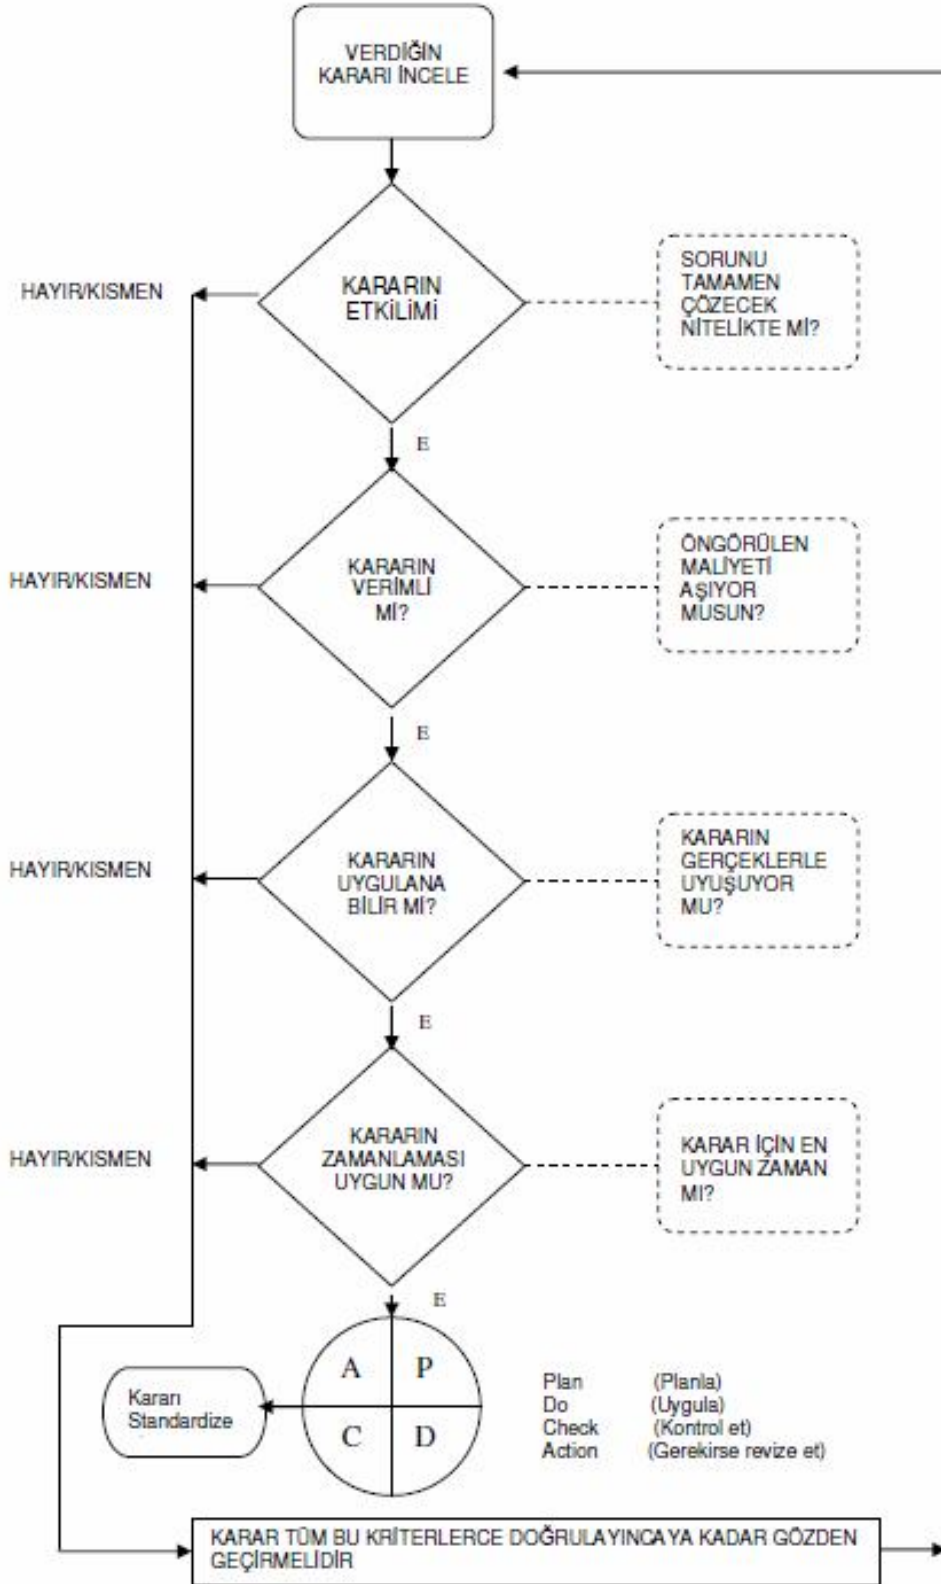 VERDİĞİN
KARARI İNCELE
HAYIR/KISMEN
KARARIN
ETKİLİMİ
SORUNU
TAMAMEN
ÇÖZECEK
NİTELİKTE Mİ?
E
HAYIR/KISMEN
KARARIN
VERİMLİ
Mİ?
ÖNGÖRÜLEN
MALİYETİ
AŞIYOR
MUSUN?
E
HAYIR/KISMEN
KARARIN
UYGULANA
BİLİR Mİ?
KARARIN
GERÇEKLERLE
UYUŞUYOR
MU?
E
HAYIR/KISMEN
KARARIN
ZAMANLAMASI
UYGUN MU?
KARAR İÇİN EN
UYGUN ZAMAN
MI?
E
A P
C D
Kararı
Standardize
Plan (Planla)
Do (Uygula)
Check (Kontrol et)
Action (Gerekirse revize et)
KARAR TÜM BU KRİTERLERCE DOĞRULAYINCAYA KADAR GÖZDEN
GEÇİRMELİDİR